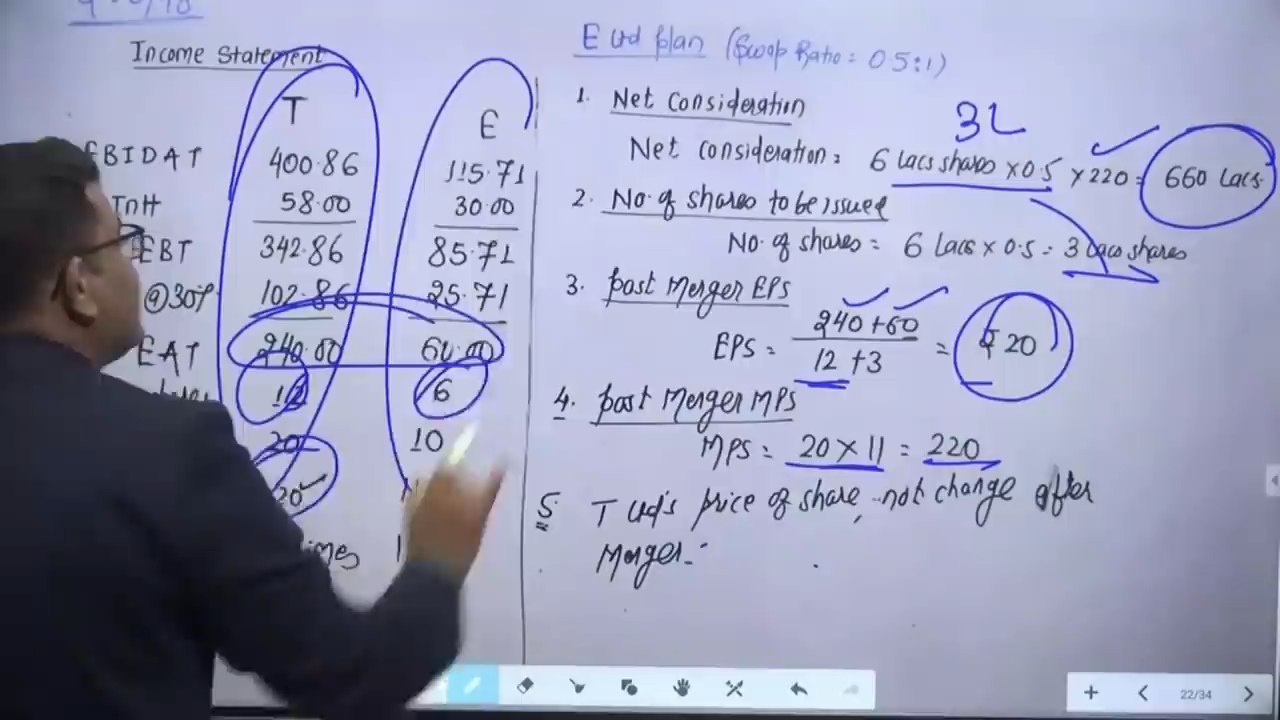 Income Statement
T
E
EBIDAT 400.86 115.71
InH 58.00 30.00
EBT 342.86 85.71
@30% 102.86 25.71
EAT 240.00 60.00
12 6
20 10
E Ltd plan (Swap Ratio = 0.5:1)
1. Net Consideration
3L
Net consideration = 6 lacs shares × 0.5 × 220 = 660 Lacs.
2. No. of shares to be issued
No. of shares = 6 Lacs × 0.5 = 3 lacs shares
3. post Merger EPS
EPS = 240+60 / 12+3 = ₹ 20
4. post Merger MPS
MPS = 20 × 11 = 220
5. T Ltd's price of share, not change after
Merger.
22/34